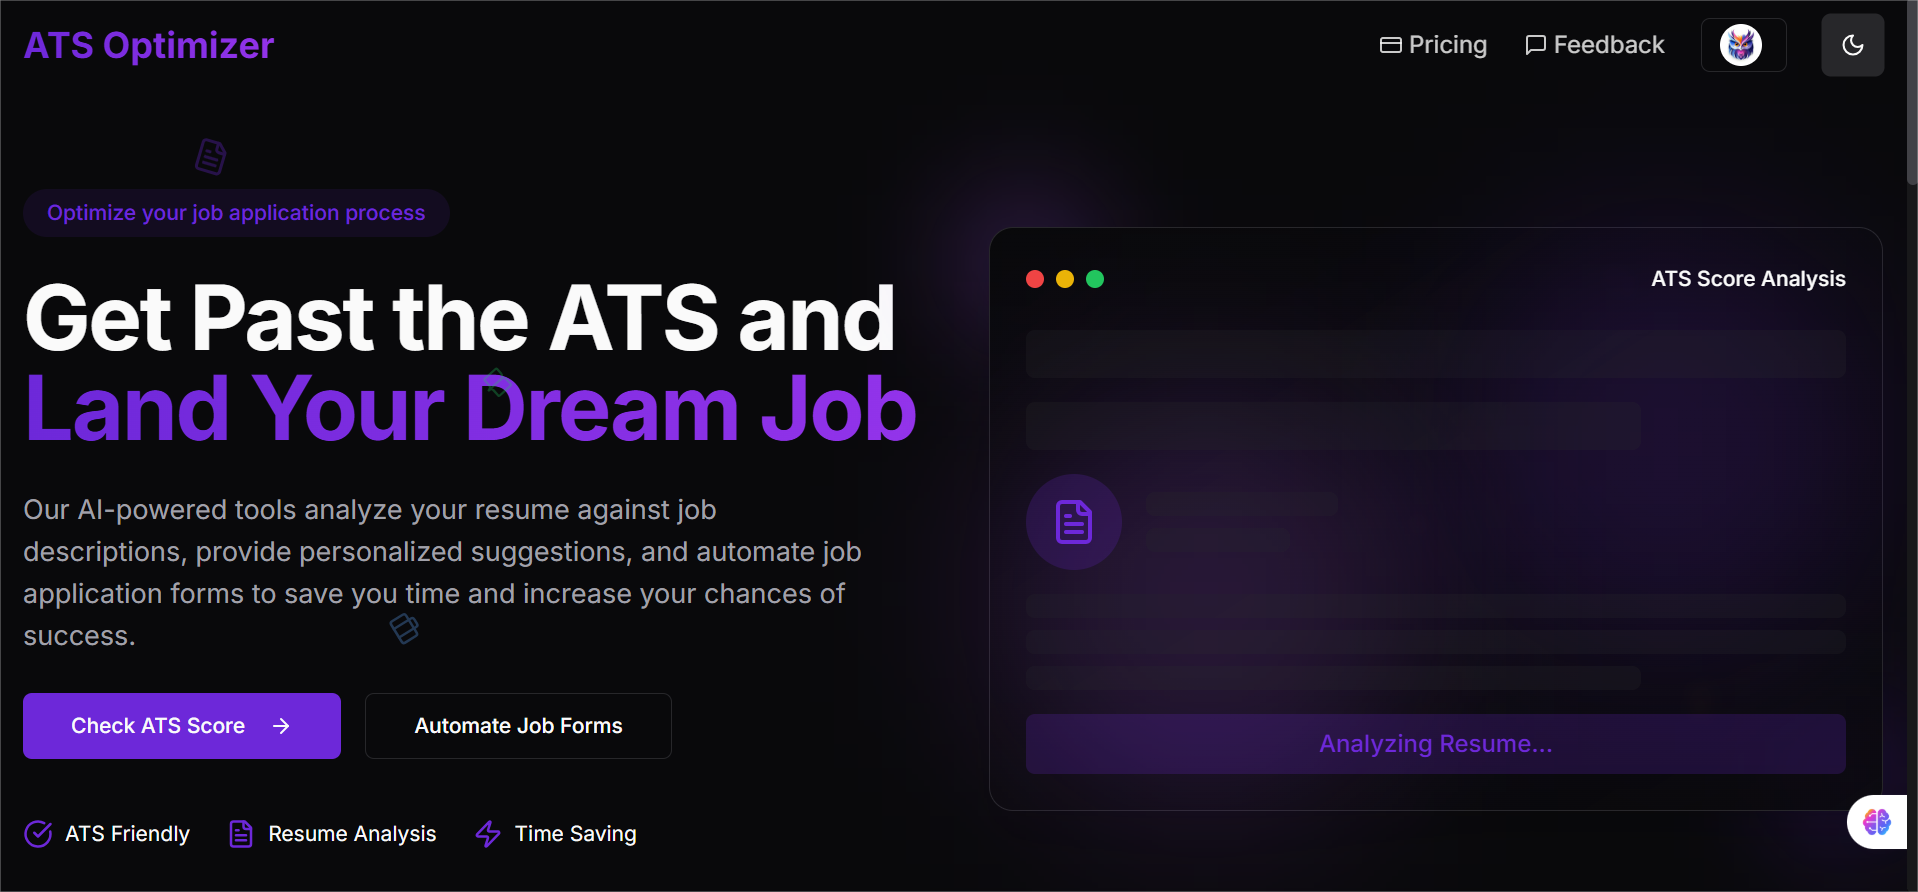 ATS Optimizer
Pricing
Feedback
Optimize your job application process
Get Past the ATS and
Land Your Dream Job
Our AI-powered tools analyze your resume against job
descriptions, provide personalized suggestions, and automate job
application forms to save you time and increase your chances of
success.
Check ATS Score
Automate Job Forms
ATS Friendly
Resume Analysis
Time Saving
ATS Score Analysis
Analyzing Resume...